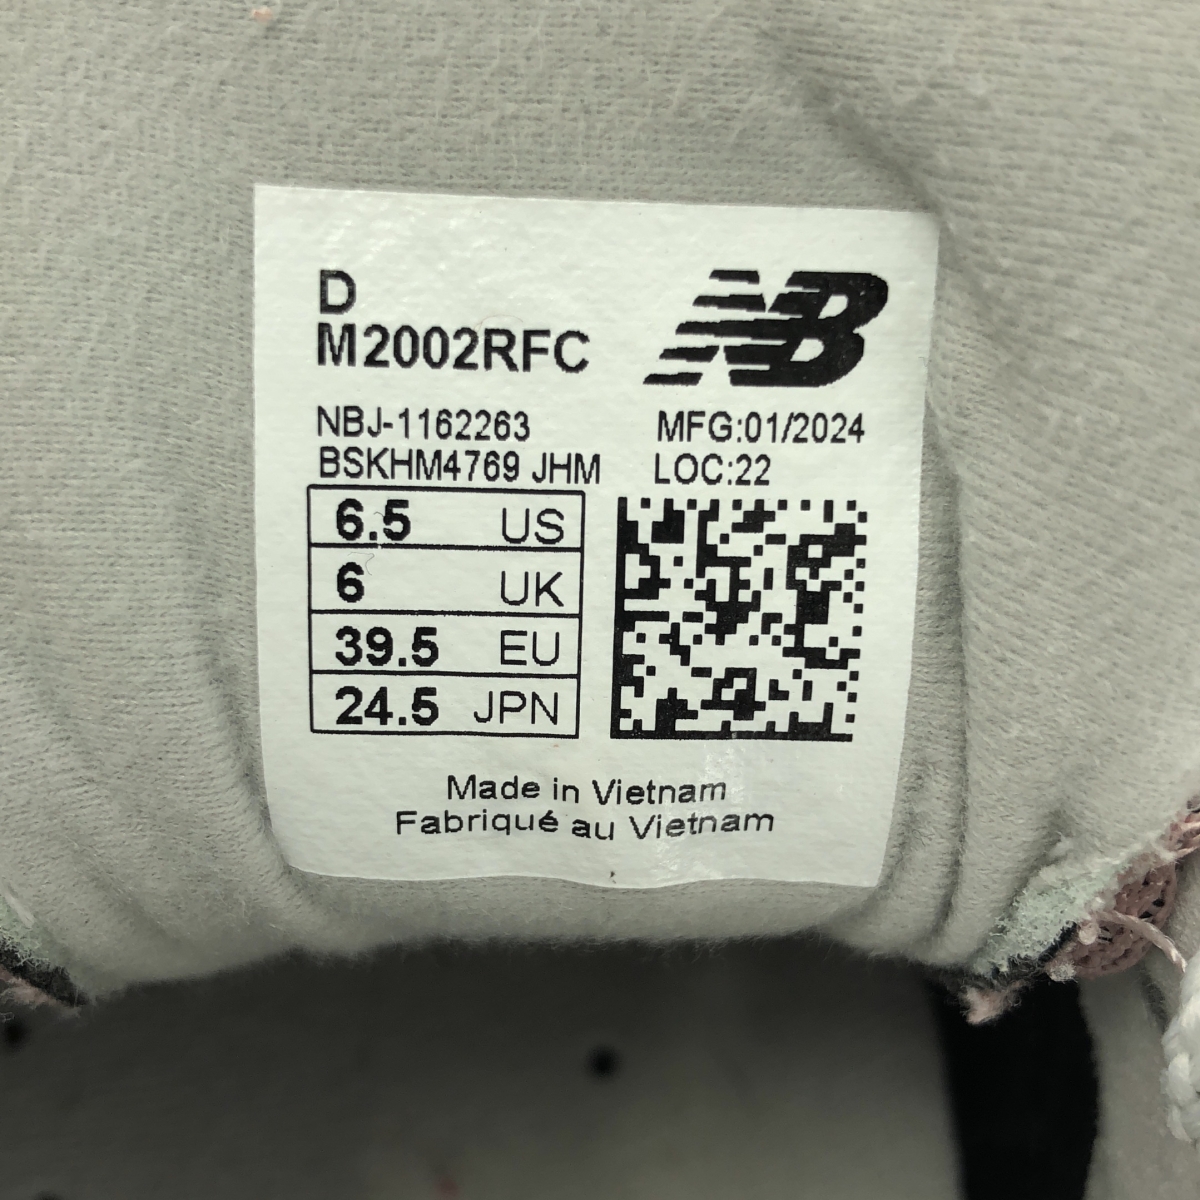 D
M2002RFC
NB
NBJ-1162263 MFG:01/2024
BSKHM4769 JHM LOC:22
6.5 US
6 UK
39.5 EU
24.5 JPN
Made in Vietnam
Fabriqué au Vietnam